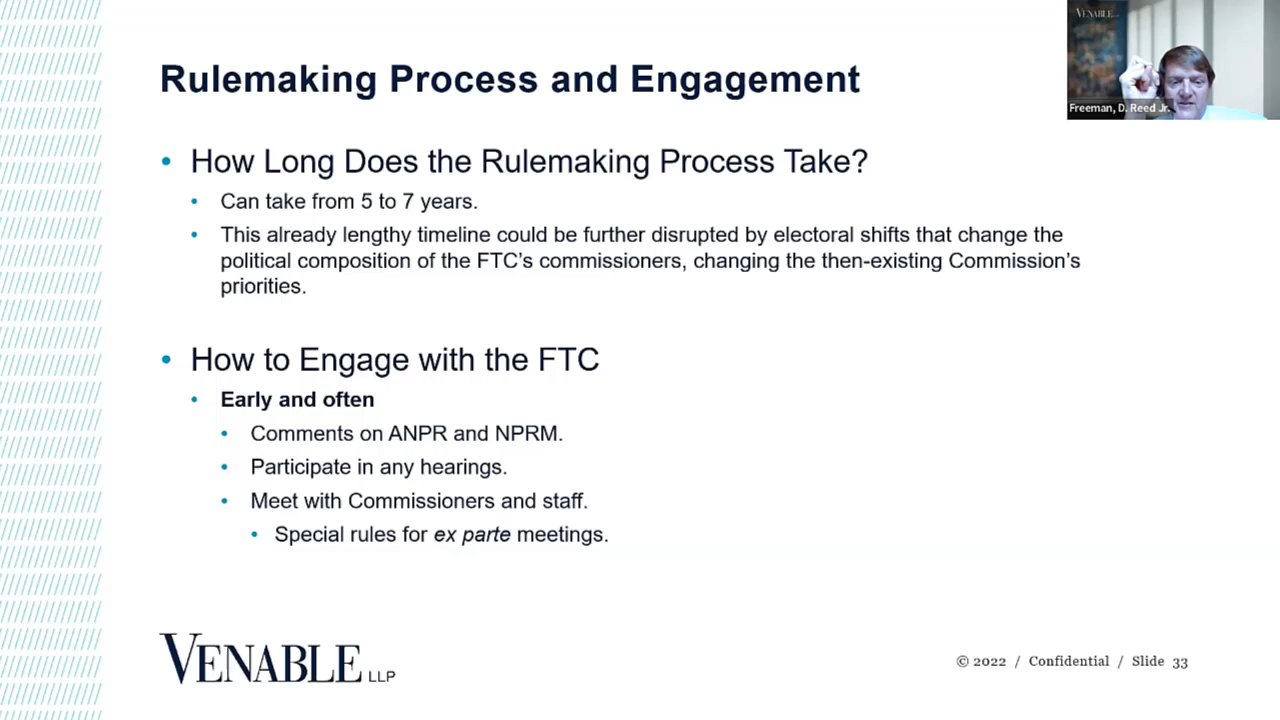 VENABLE
Freeman, D. Reed Jr.
Rulemaking Process and Engagement
• How Long Does the Rulemaking Process Take?
• Can take from 5 to 7 years.
• This already lengthy timeline could be further disrupted by electoral shifts that change the
political composition of the FTC’s commissioners, changing the then-existing Commission’s
priorities.
• How to Engage with the FTC
• Early and often
• Comments on ANPR and NPRM.
• Participate in any hearings.
• Meet with Commissioners and staff.
• Special rules for ex parte meetings.
VENABLE LLP
© 2022 / Confidential / Slide 33